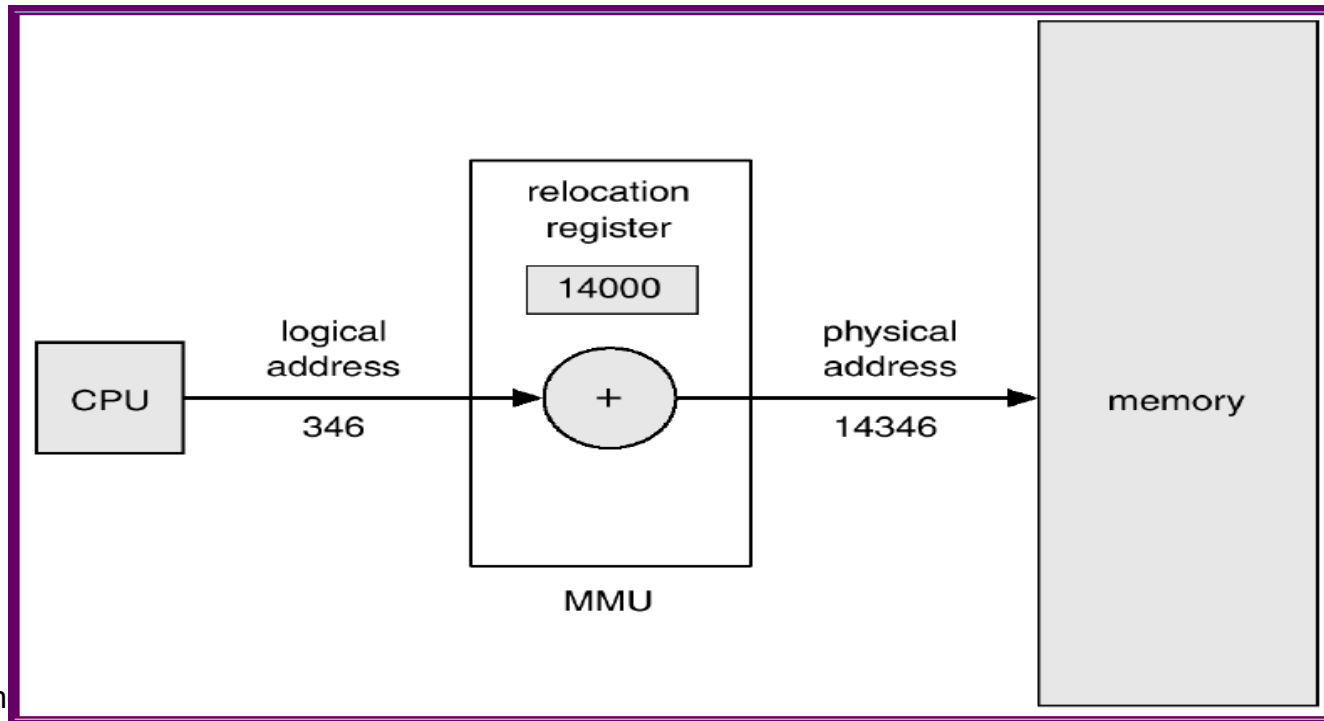 relocation
register
14000
logical
address
346
CPU
+
physical
address
14346
memory
MMU